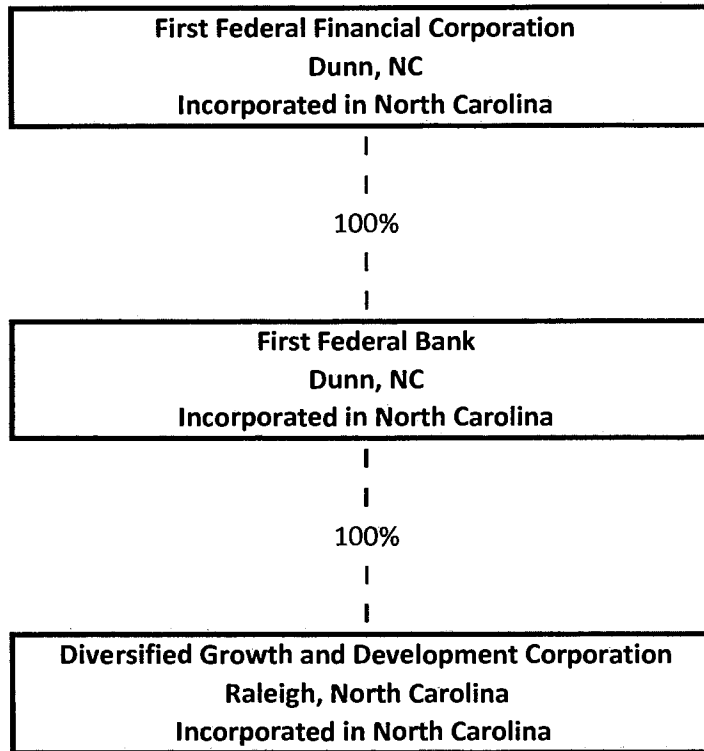 First Federal Financial Corporation
Dunn, NC
Incorporated in North Carolina
100%
First Federal Bank
Dunn, NC
Incorporated in North Carolina
100%
Diversified Growth and Development Corporation
Raleigh, North Carolina
Incorporated in North Carolina